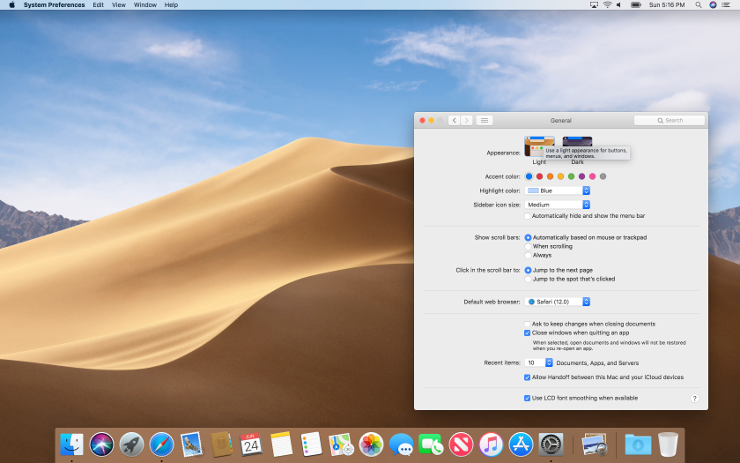 System Preferences Edit View Window Help
Sun 5:16 PM
General
Search
Appearance:
Use a light appearance for buttons,
menus, and windows.
Light Dark
Accent color:
Highlight color: Blue
Sidebar icon size: Medium
Automatically hide and show the menu bar
Show scroll bars: Automatically based on mouse or trackpad
When scrolling
Always
Click in the scroll bar to: Jump to the next page
Jump to the spot that's clicked
Default web browser: Safari (12.0)
Ask to keep changes when closing documents
Close windows when quitting an app
When selected, open documents and windows will not be restored
when you re-open an app.
Recent items: 10 Documents, Apps, and Servers
Allow Handoff between this Mac and your iCloud devices
Use LCD font smoothing when available
?
JUN
24